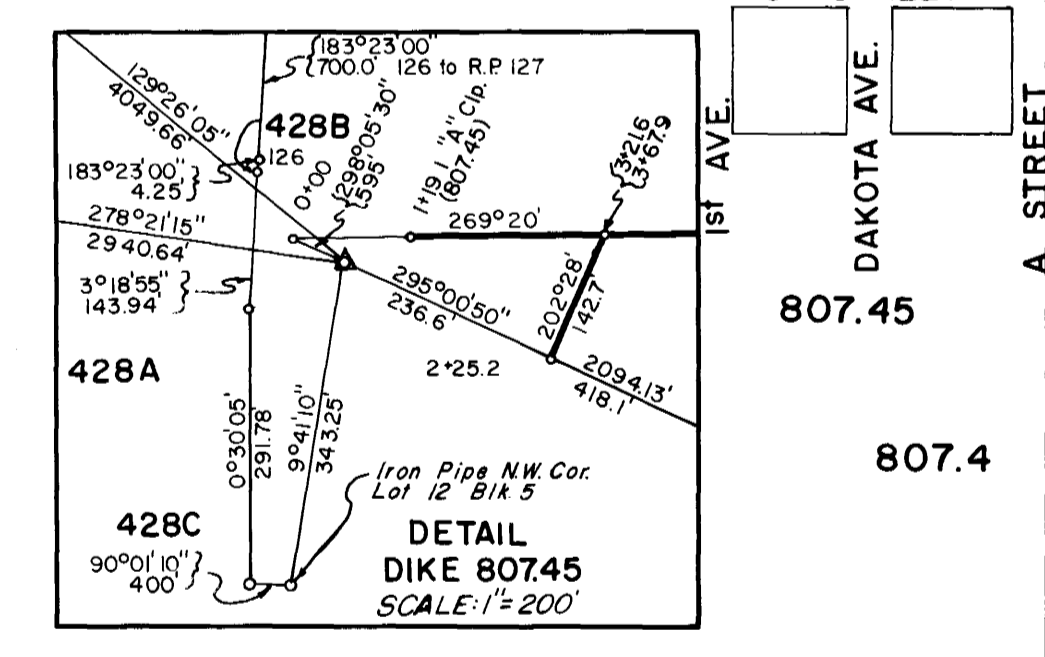 183°23'00"
700.0' 126 to R.P. 127
129°26'05"
4049.66'
428B
126
183°23'00"
4.25'
0+00
298°05'30"
595'
1+19.1 "A" Clp.
(807.45)
3+21.6
3+67.9
269°20'
278°21'15"
2940.64'
3°18'55"
143.94'
295°00'50"
236.6'
202°28'
142.7'
2+25.2
2094.13'
418.1'
428A
0°30'05'
291.78
9°41'10"
343.25'
Iron Pipe N.W. Cor.
Lot 12 Blk. 5
428C
90°01'10"
400'
DETAIL
DIKE 807.45
SCALE: 1"=200'
1st AVE.
DAKOTA AVE.
A STREET
807.45
807.4